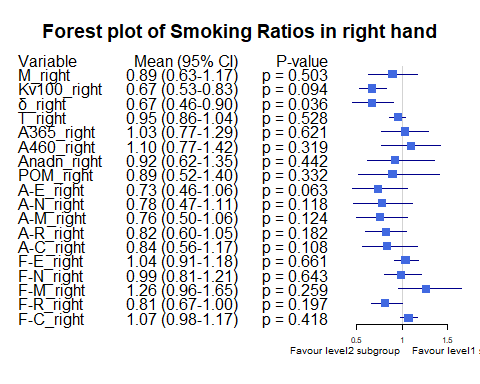 Forest plot of Smoking Ratios in right hand
Variable Mean (95% CI) P-value
M_right 0.89 (0.63-1.17) p = 0.503
Kv100_right 0.67 (0.53-0.83) p = 0.094
δ_right 0.67 (0.46-0.90) p = 0.036
T_right 0.95 (0.86-1.04) p = 0.528
A365_right 1.03 (0.77-1.29) p = 0.621
A460_right 1.10 (0.77-1.42) p = 0.319
Anadn_right 0.92 (0.62-1.35) p = 0.442
POM_right 0.89 (0.52-1.40) p = 0.332
A-E_right 0.73 (0.46-1.06) p = 0.063
A-N_right 0.78 (0.47-1.11) p = 0.118
A-M_right 0.76 (0.50-1.06) p = 0.124
A-R_right 0.82 (0.60-1.05) p = 0.182
A-C_right 0.84 (0.56-1.17) p = 0.108
F-E_right 1.04 (0.91-1.18) p = 0.661
F-N_right 0.99 (0.81-1.21) p = 0.643
F-M_right 1.26 (0.96-1.65) p = 0.259
F-R_right 0.81 (0.67-1.00) p = 0.197
F-C_right 1.07 (0.98-1.17) p = 0.418
0.5 1 1.5
Favour level2 subgroup Favour level1 s